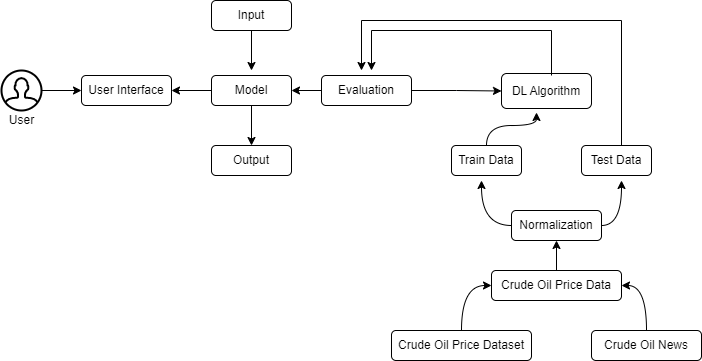 Input
User Interface
Model
Evaluation
DL Algorithm
User
Output
Train Data
Test Data
Normalization
Crude Oil Price Data
Crude Oil Price Dataset
Crude Oil News